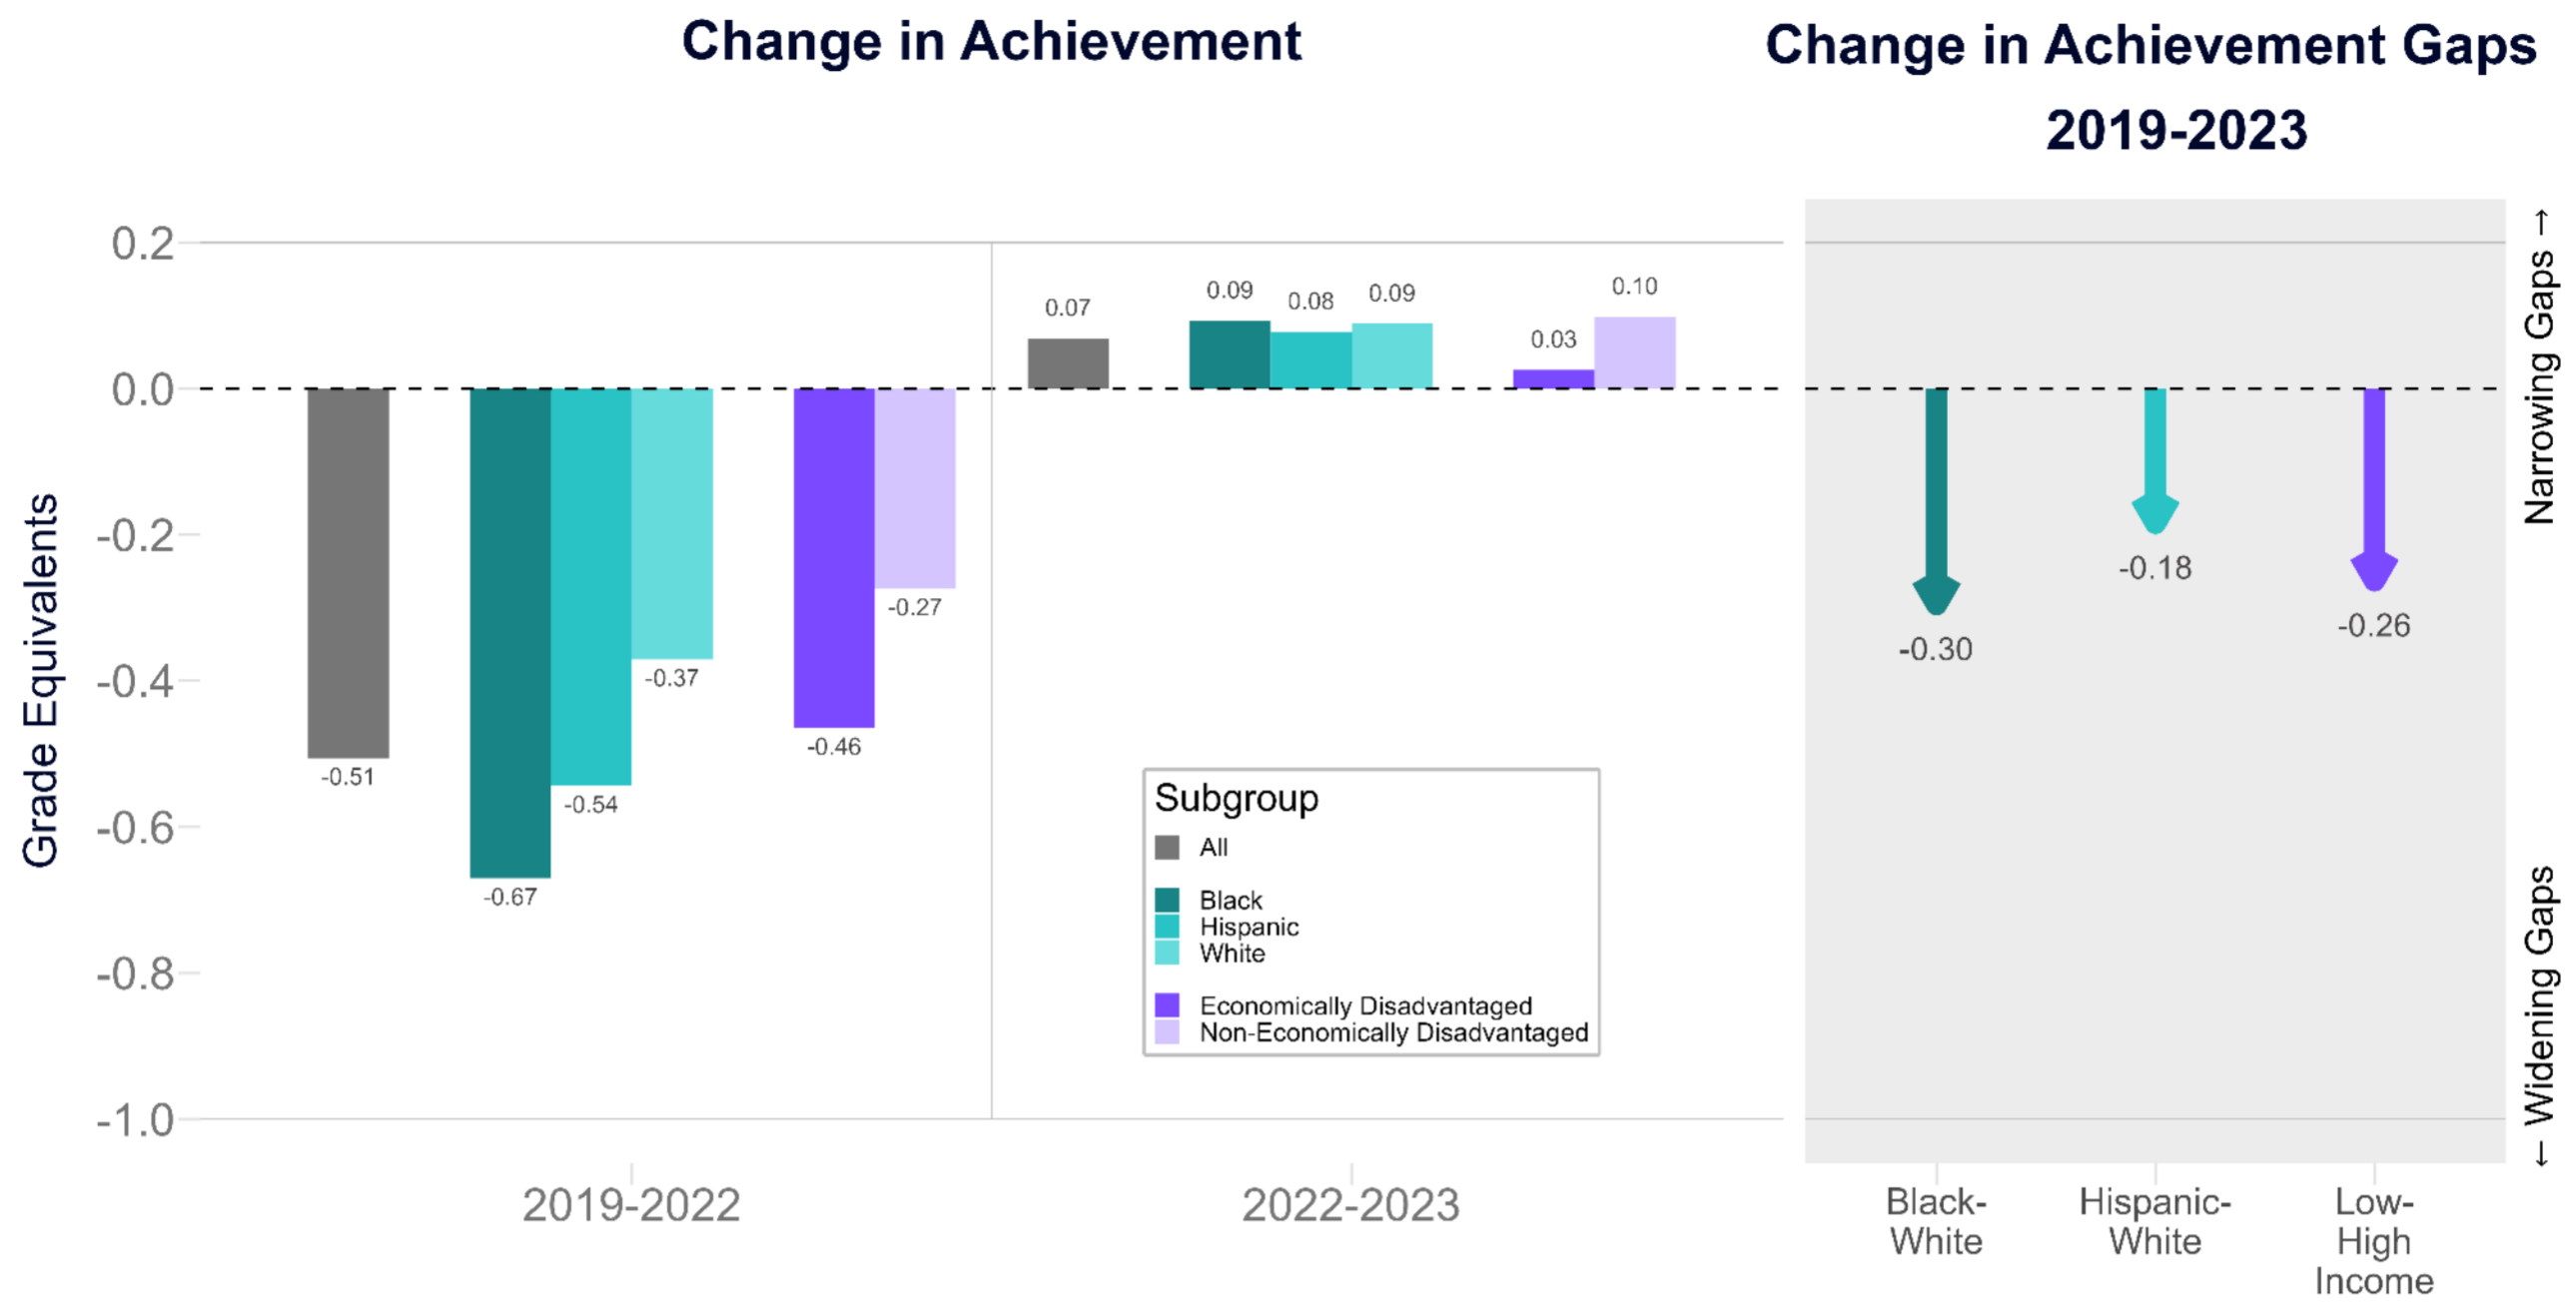 Change in Achievement
Change in Achievement Gaps
2019-2023
Grade Equivalents
0.2
0.0
-0.2
-0.4
-0.6
-0.8
-1.0
-0.51
-0.67
-0.54
-0.37
-0.46
-0.27
0.07
0.09
0.08
0.09
0.03
0.10
Subgroup
All
Black
Hispanic
White
Economically Disadvantaged
Non-Economically Disadvantaged
2019-2022
2022-2023
-0.30
-0.18
-0.26
Black-
White
Hispanic-
White
Low-
High
Income
Narrowing Gaps →
← Widening Gaps